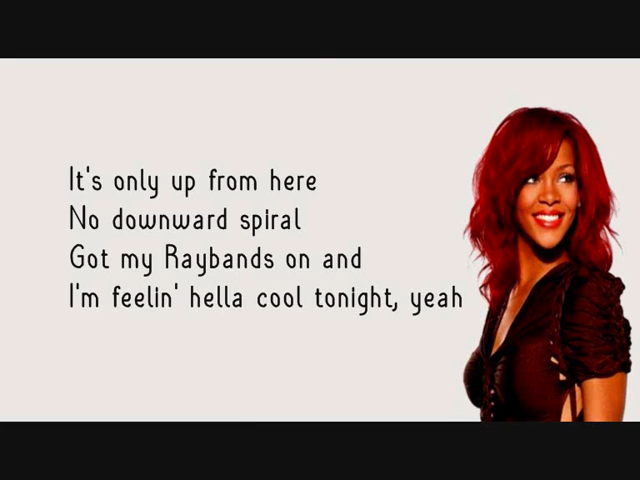 It's only up from here
No downward spiral
Got my Raybands on and
I'm feelin' hella cool tonight, yeah